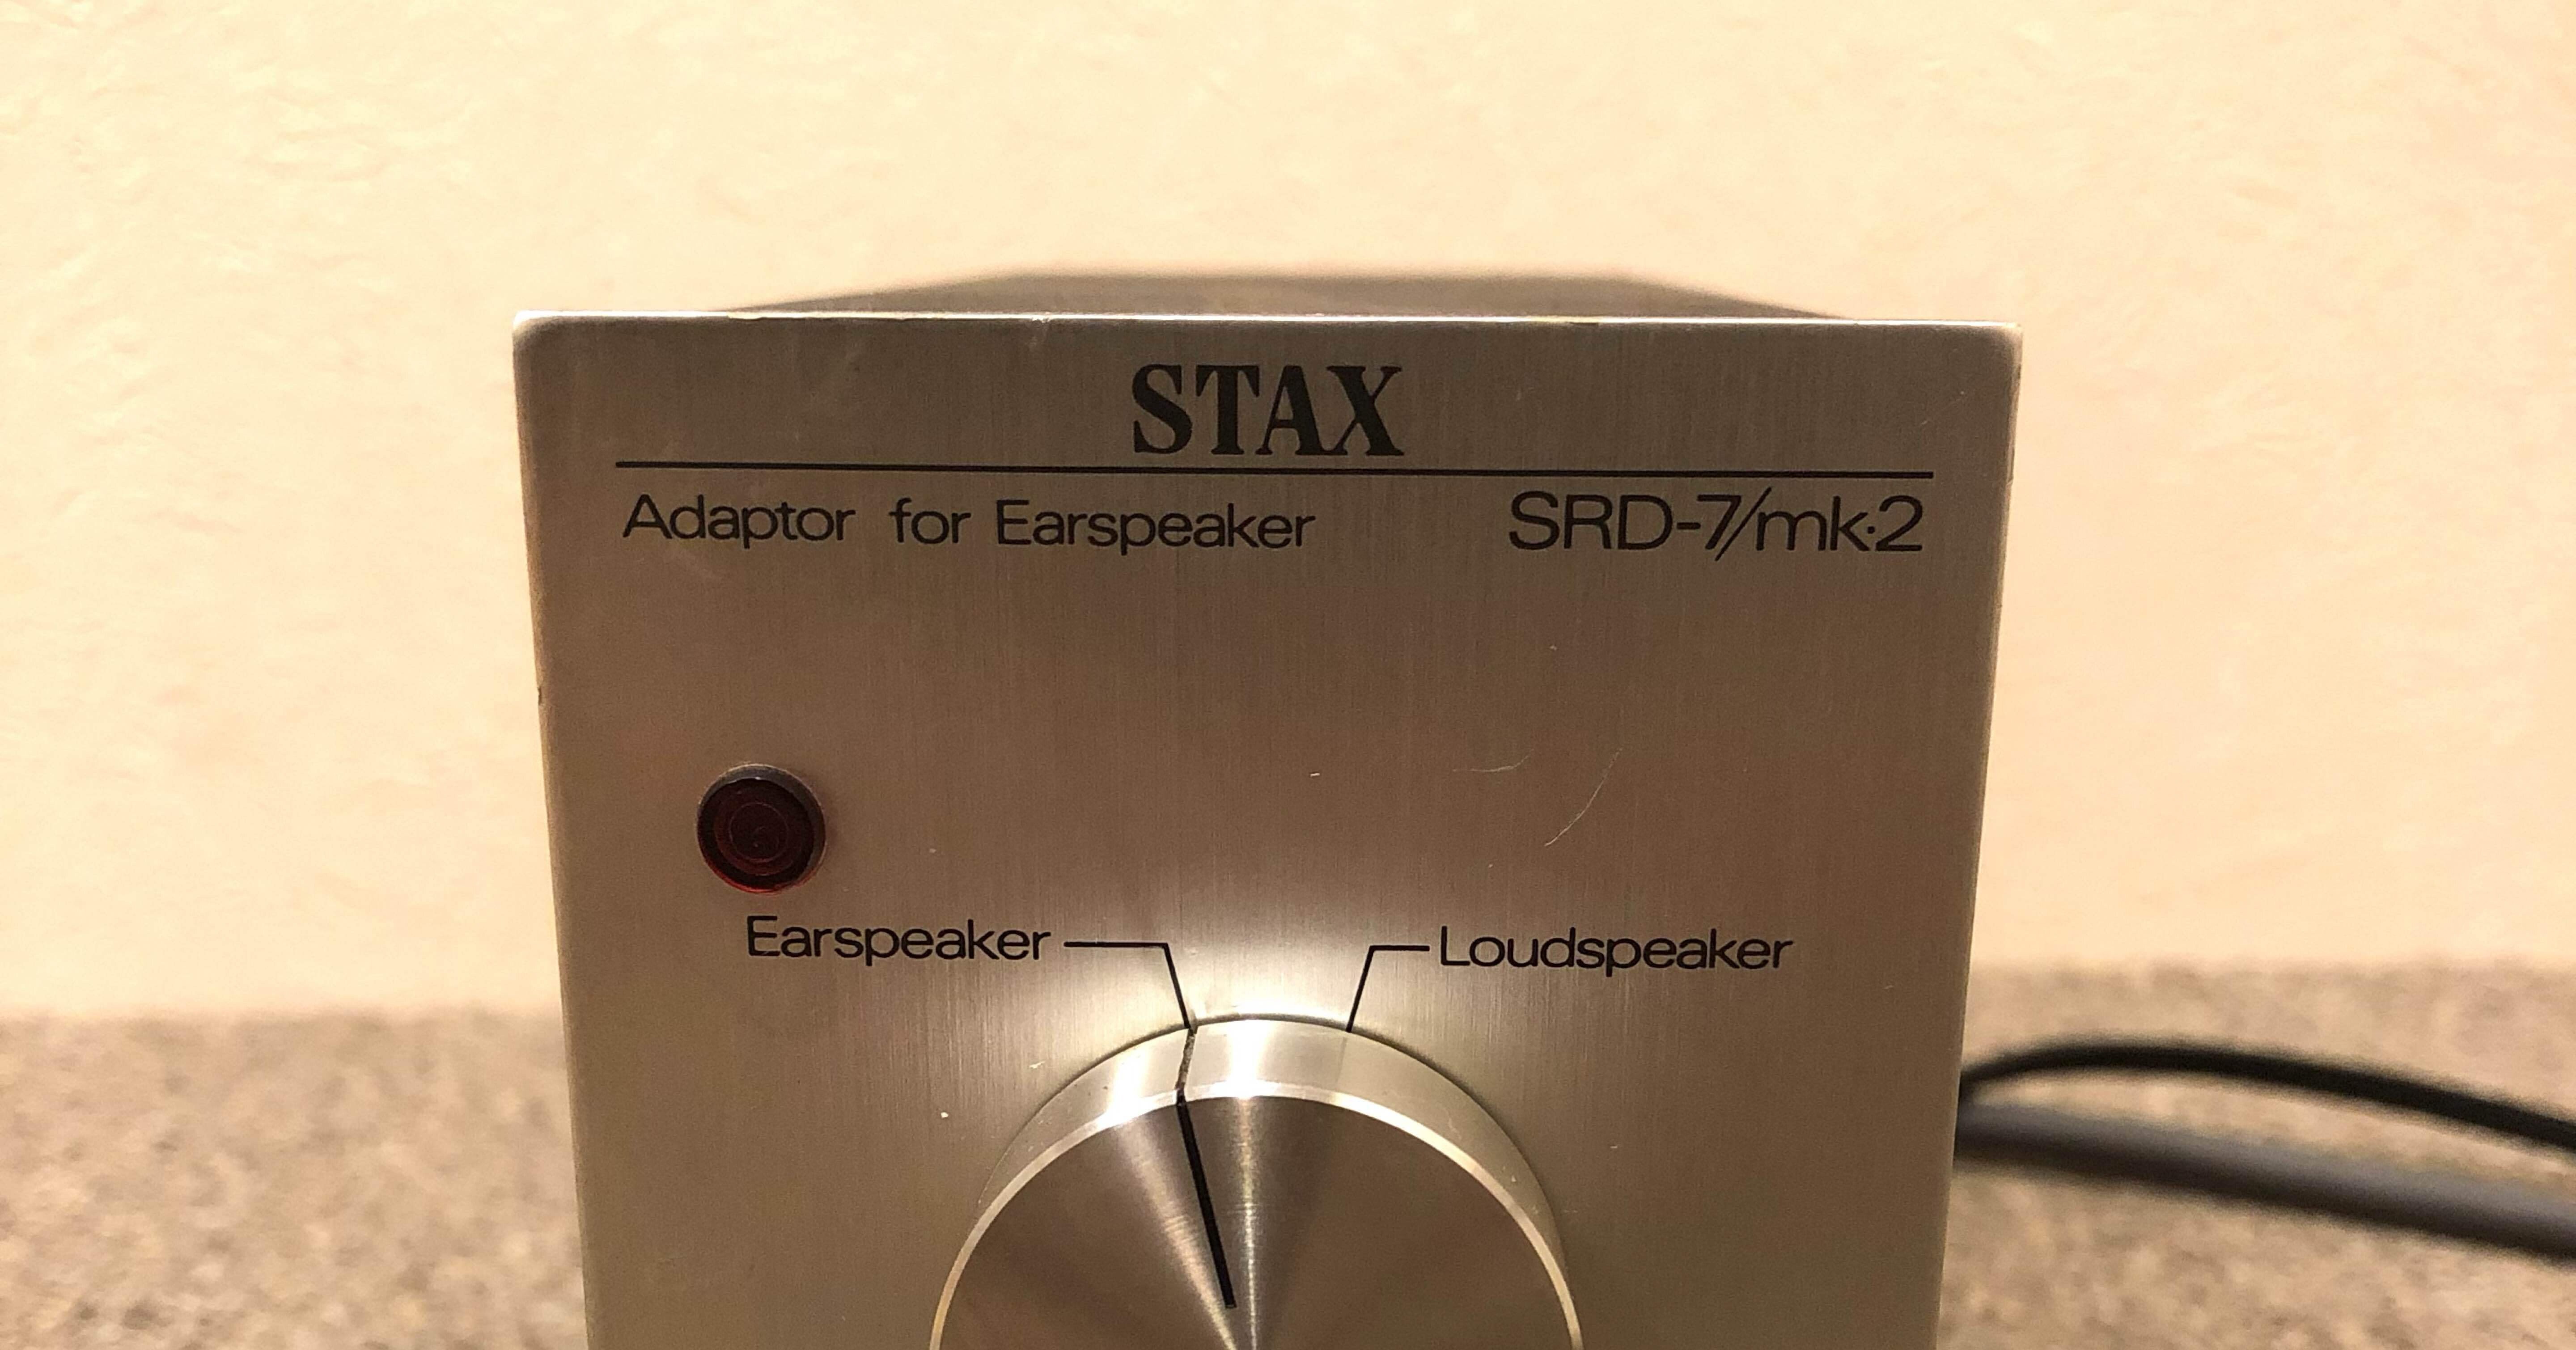 STAX
Adaptor for Earspeaker SRD-7/mk·2
Earspeaker Loudspeaker